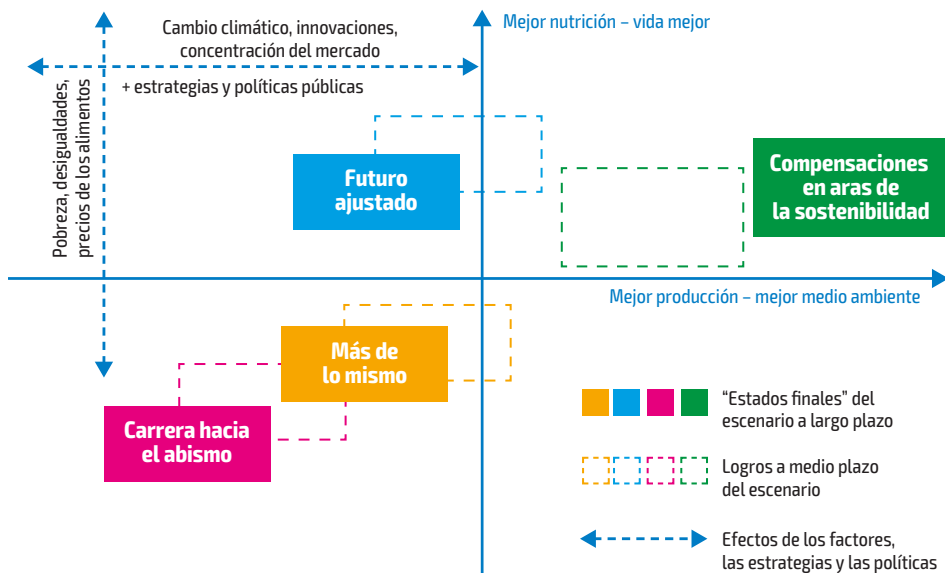 Cambio climático, innovaciones,
concentración del mercado
+ estrategias y políticas públicas
Pobreza, desigualdades,
precios de los alimentos
Mejor nutrición – vida mejor
Futuro
ajustado
Compensaciones
en aras de
la sostenibilidad
Mejor producción – mejor medio ambiente
Más de
lo mismo
Carrera hacia
el abismo
“Estados finales” del
escenario a largo plazo
Logros a medio plazo
del escenario
Efectos de los factores,
las estrategias y las políticas